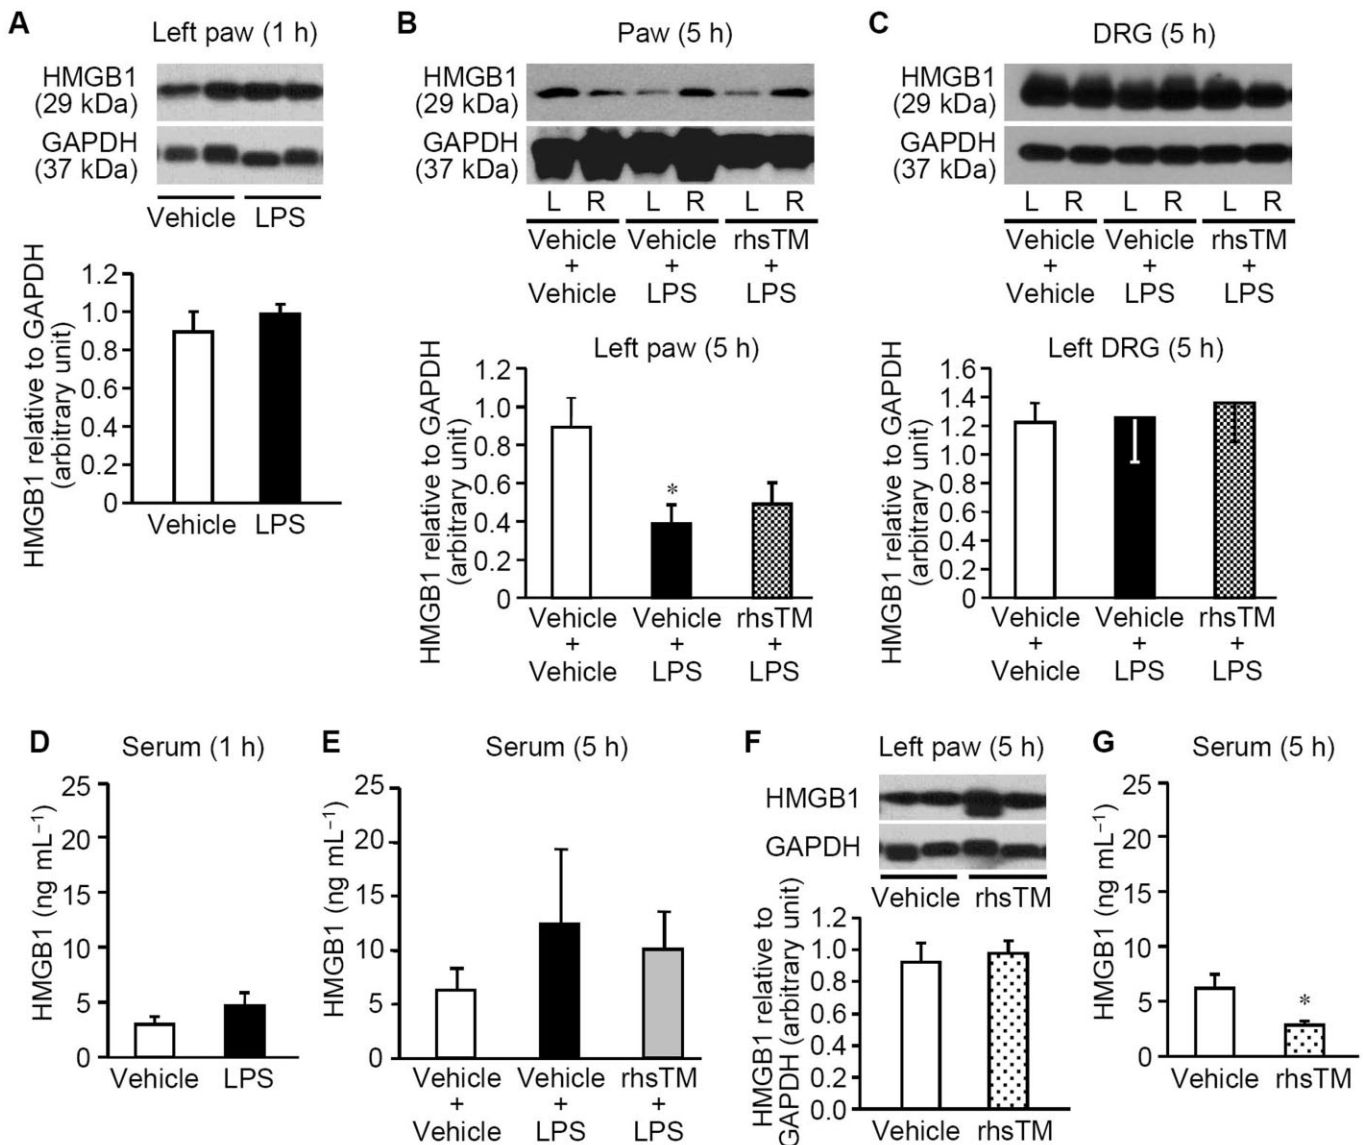 A
Left paw (1 h)
HMGB1
(29 kDa)
GAPDH
(37 kDa)
Vehicle LPS
HMGB1 relative to GAPDH
(arbitrary unit)
1.2
1.0
0.8
0.6
0.4
0.2
0
Vehicle LPS
B
Paw (5 h)
HMGB1
(29 kDa)
GAPDH
(37 kDa)
L R L R L R
Vehicle Vehicle rhsTM
+ + +
Vehicle LPS LPS
Left paw (5 h)
HMGB1 relative to GAPDH
(arbitrary unit)
1.2
1.0
0.8
0.6
0.4
0.2
0
*
Vehicle Vehicle rhsTM
+ + +
Vehicle LPS LPS
C
DRG (5 h)
HMGB1
(29 kDa)
GAPDH
(37 kDa)
L R L R L R
Vehicle Vehicle rhsTM
+ + +
Vehicle LPS LPS
Left DRG (5 h)
HMGB1 relative to GAPDH
(arbitrary unit)
1.6
1.4
1.2
1.0
0.8
0.6
0.4
0.2
0
Vehicle Vehicle rhsTM
+ + +
Vehicle LPS LPS
D
Serum (1 h)
HMGB1 (ng mL⁻¹)
25
20
15
10
5
0
Vehicle LPS
E
Serum (5 h)
HMGB1 (ng mL⁻¹)
25
20
15
10
5
0
Vehicle Vehicle rhsTM
+ + +
Vehicle LPS LPS
F
Left paw (5 h)
HMGB1
GAPDH
Vehicle rhsTM
HMGB1 relative to
GAPDH (arbitrary unit)
1.2
1.0
0.8
0.6
0.4
0.2
0.0
Vehicle rhsTM
G
Serum (5 h)
HMGB1 (ng mL⁻¹)
25
20
15
10
5
0
*
Vehicle rhsTM